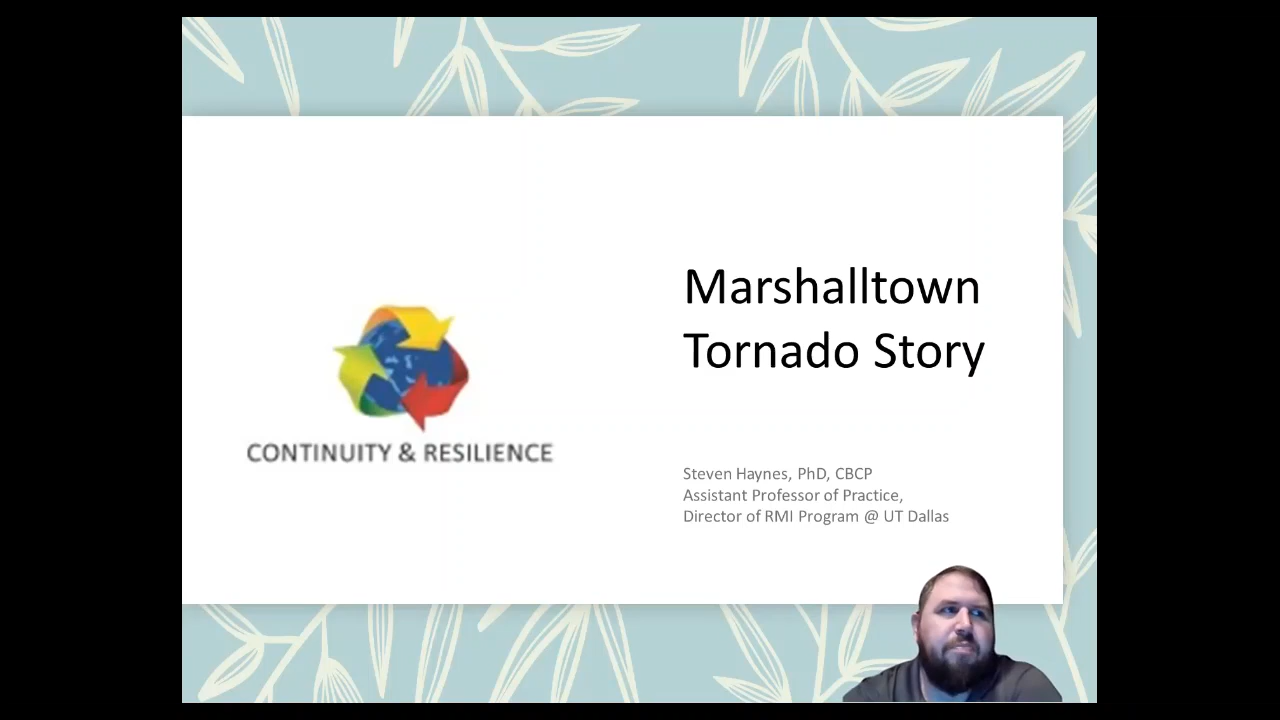 Marshalltown
Tornado Story
CONTINUITY & RESILIENCE
Steven Haynes, PhD, CBCP
Assistant Professor of Practice,
Director of RMI Program @ UT Dallas